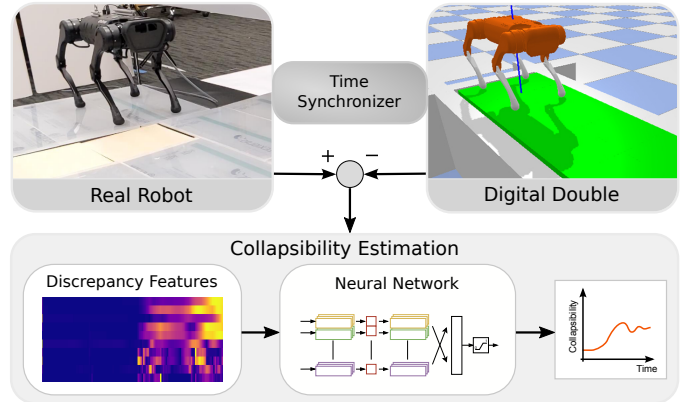 Time
Synchronizer
+
−
Real Robot
Digital Double
Collapsibility Estimation
Discrepancy Features
Neural Network
Collapsibility
Time